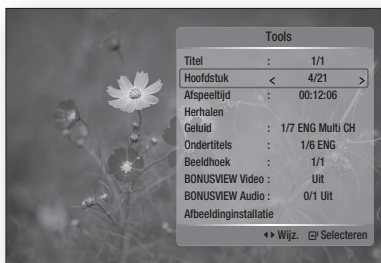 Tools
Titel : 1/1
Hoofdstuk < 4/21 >
Afspeeltijd : 00:12:06
Herhalen
Geluid : 1/7 ENG Multi CH
Ondertitels : 1/6 ENG
Beeldhoek : 1/1
BONUSVIEW Video : Uit
BONUSVIEW Audio : 0/1 Uit
Afbeeldinginstallatie
◂▸ Wijz. Selecteren